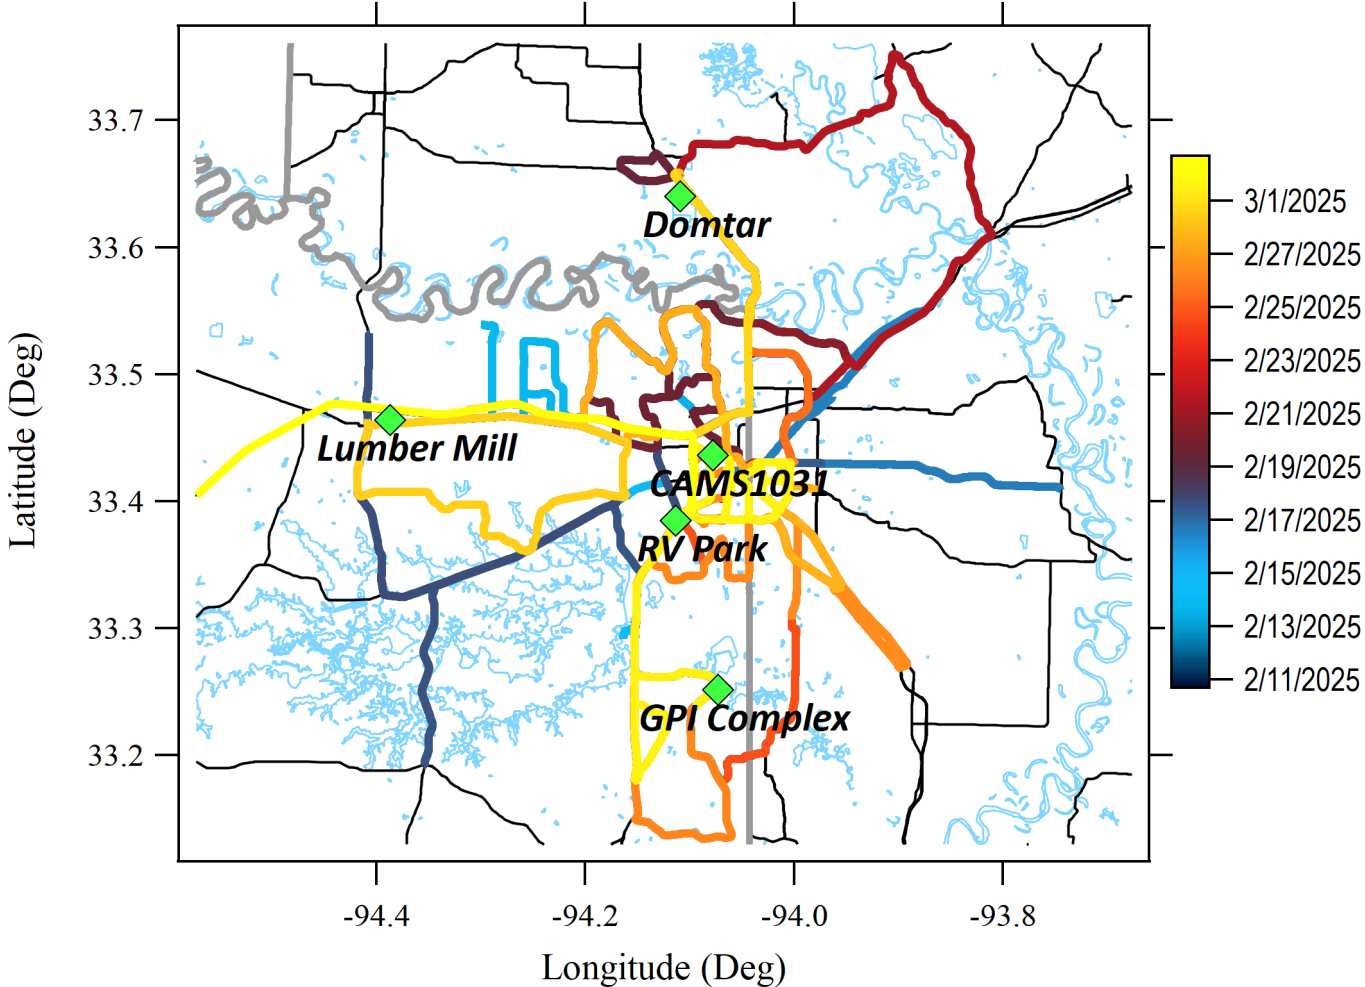 33.7
33.6
33.5
33.4
33.3
33.2
Latitude (Deg)
-94.4
-94.2
-94.0
-93.8
Longitude (Deg)
Domtar
Lumber Mill
CAMS1031
RV Park
GPI Complex
3/1/2025
2/27/2025
2/25/2025
2/23/2025
2/21/2025
2/19/2025
2/17/2025
2/15/2025
2/13/2025
2/11/2025